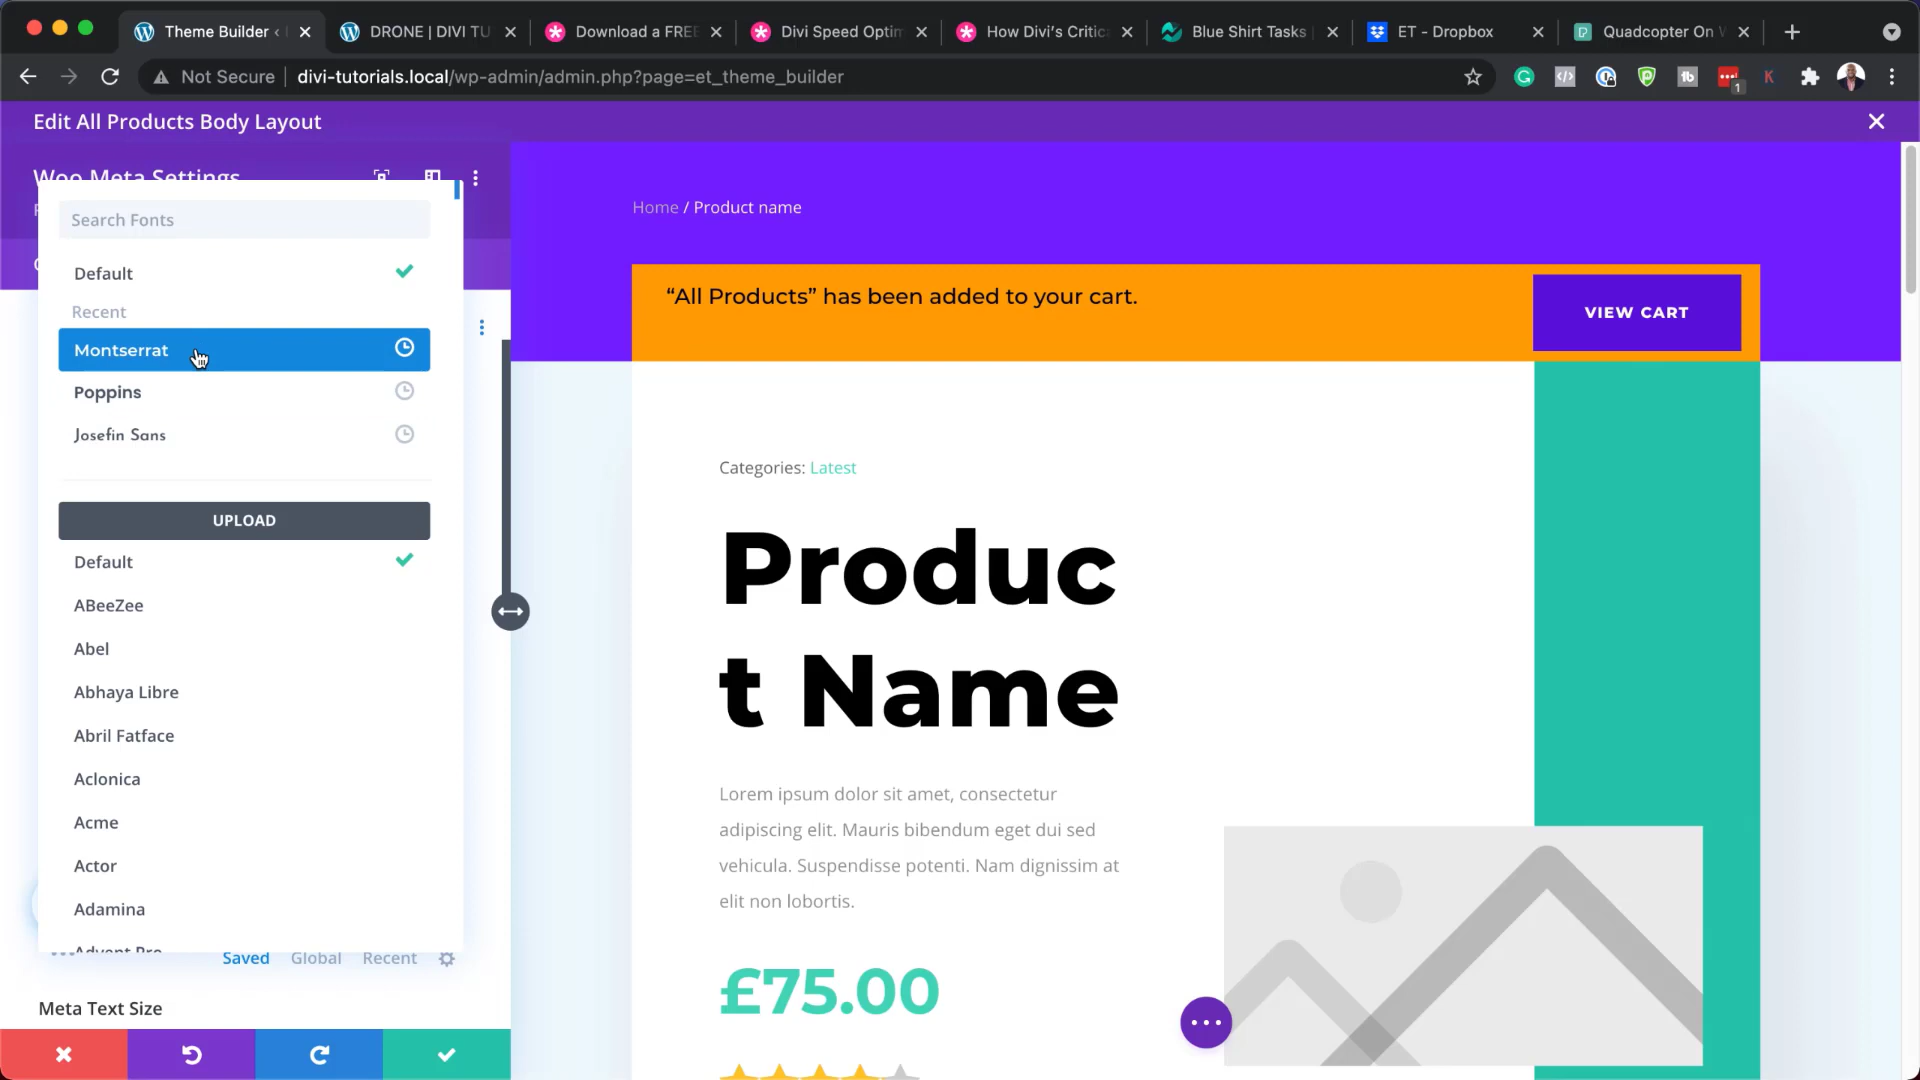 Theme Builder ‹
DRONE | DIVI TU
Download a FREE
Divi Speed Optim
How Divi's Critica
Blue Shirt Tasks
ET - Dropbox
Quadcopter On
Not Secure
divi-tutorials.local/wp-admin/admin.php?page=et_theme_builder
1
Edit All Products Body Layout
Woo Meta Settings
Search Fonts
Default
Recent
Montserrat
Poppins
Josefin Sans
UPLOAD
Default
ABeeZee
Abel
Abhaya Libre
Abril Fatface
Aclonica
Acme
Actor
Adamina
Advent Pro
Saved
Global
Recent
Meta Text Size
Home / Product name
“All Products” has been added to your cart.
VIEW CART
Categories: Latest
Produc
t Name
Lorem ipsum dolor sit amet, consectetur
adipiscing elit. Mauris bibendum eget dui sed
vehicula. Suspendisse potenti. Nam dignissim at
elit non lobortis.
£75.00